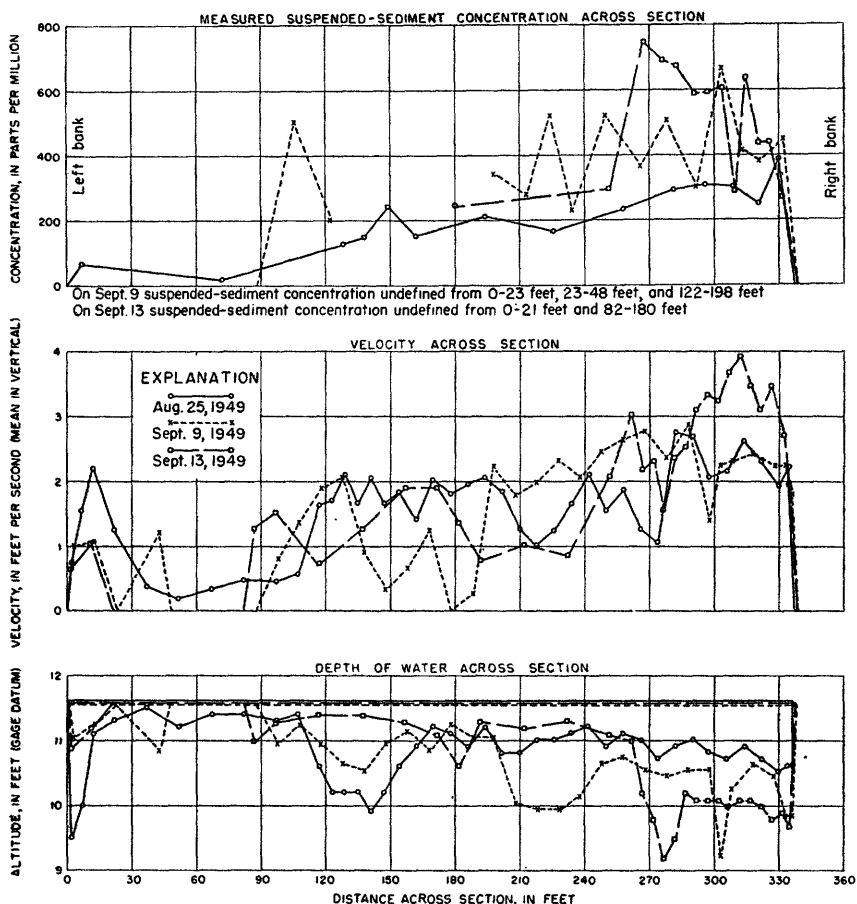 MEASURED SUSPENDED-SEDIMENT CONCENTRATION ACROSS SECTION
CONCENTRATION, IN PARTS PER MILLION
800
600
400
200
0
Left bank
Right bank
On Sept. 9 suspended-sediment concentration undefined from 0-23 feet, 23-48 feet, and 122-198 feet
On Sept. 13 suspended-sediment concentration undefined from 0-21 feet and 82-180 feet
VELOCITY ACROSS SECTION
VELOCITY, IN FEET PER SECOND (MEAN IN VERTICAL)
4
3
2
1
0
EXPLANATION
Aug. 25, 1949
Sept. 9, 1949
Sept. 13, 1949
DEPTH OF WATER ACROSS SECTION
ALTITUDE, IN FEET (GAGE DATUM)
12
11
10
9
0 30 60 90 120 150 180 210 240 270 300 330 360
DISTANCE ACROSS SECTION, IN FEET